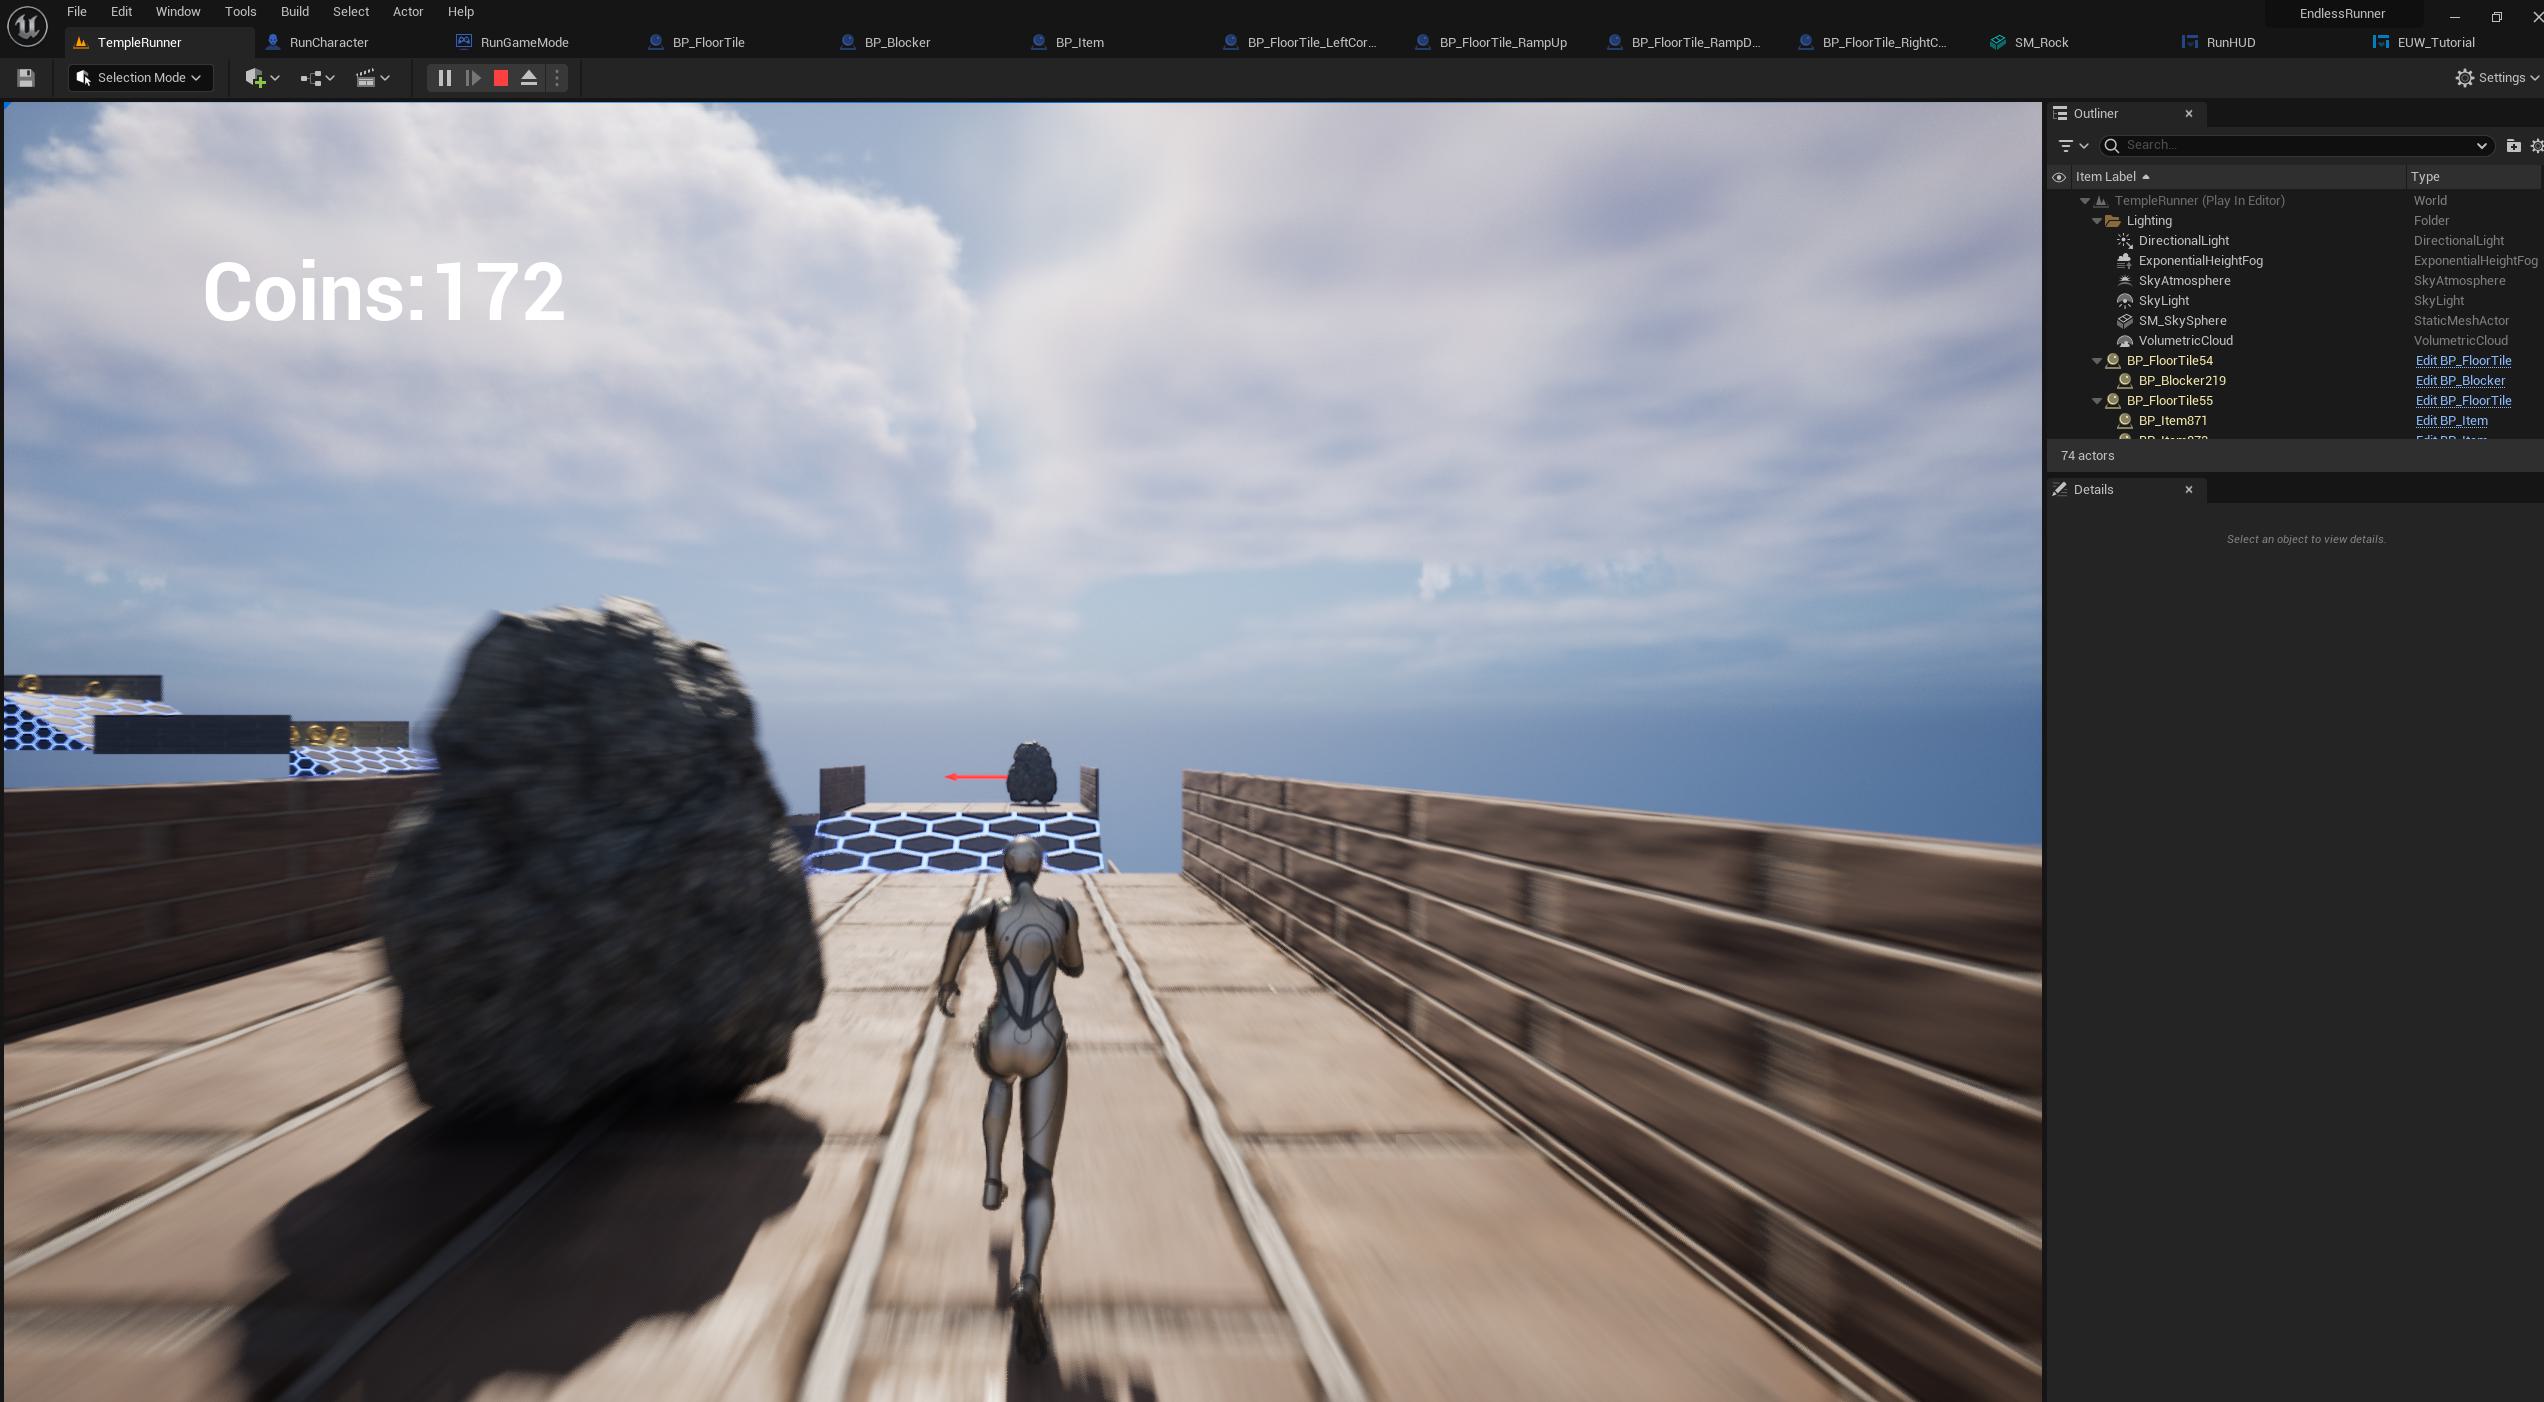 File Edit Window Tools Build Select Actor Help
EndlessRunner
TempleRunner RunCharacter RunGameMode BP_FloorTile BP_Blocker BP_Item BP_FloorTile_LeftCor... BP_FloorTile_RampUp BP_FloorTile_RampD... BP_FloorTile_RightC... SM_Rock RunHUD EUW_Tutorial
Selection Mode
Settings
Coins:172
Outliner
Search...
Item Label Type
TempleRunner (Play In Editor) World
Lighting Folder
DirectionalLight DirectionalLight
ExponentialHeightFog ExponentialHeightFog
SkyAtmosphere SkyAtmosphere
SkyLight SkyLight
SM_SkySphere StaticMeshActor
VolumetricCloud VolumetricCloud
BP_FloorTile54 Edit BP_FloorTile
BP_Blocker219 Edit BP_Blocker
BP_FloorTile55 Edit BP_FloorTile
BP_Item871 Edit BP_Item
74 actors
Details
Select an object to view details.